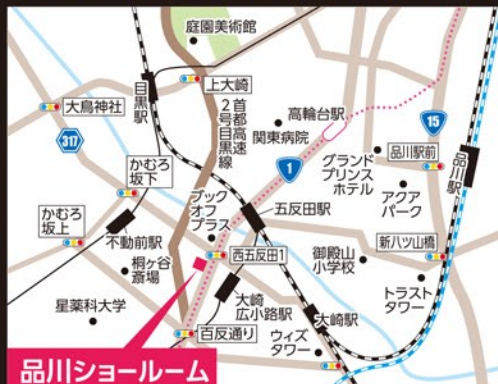 庭園美術館
目黒駅
上大崎
大鳥神社
首都高速
2号目黒線
高輪台駅
関東病院
15
317
1
品川駅前
品川駅
かむろ
坂下
グランド
プリンス
ホテル
アクア
パーク
ブック
オフ
プラス
五反田駅
かむろ
坂上
不動前駅
西五反田1
御殿山
小学校
新八ツ山橋
桐ヶ谷
斎場
トラスト
タワー
星薬科大学
大崎
広小路駅
大崎駅
百反通り
ウィズ
タワー
品川ショールーム